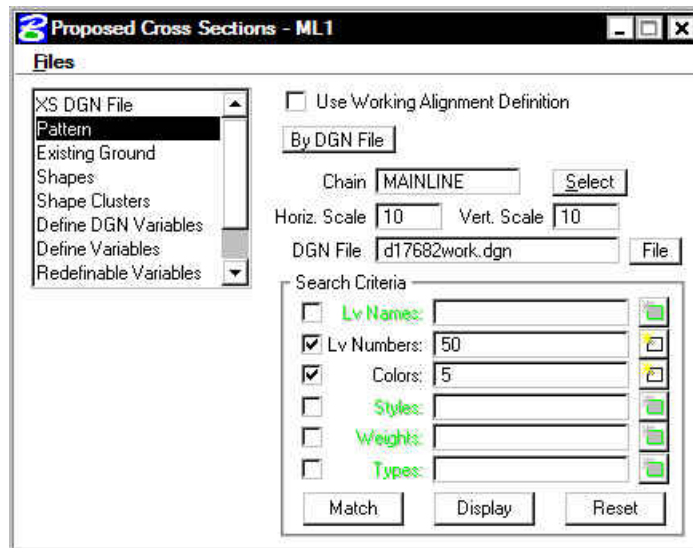 Proposed Cross Sections - ML1
Files
XS DGN File
Pattern
Existing Ground
Shapes
Shape Clusters
Define DGN Variables
Define Variables
Redefinable Variables
Use Working Alignment Definition
By DGN File
Chain MAINLINE Select
Horiz. Scale 10 Vert. Scale 10
DGN File d17682work.dgn File
Search Criteria
Lv Names:
Lv Numbers: 50
Colors: 5
Styles:
Weights:
Types:
Match Display Reset